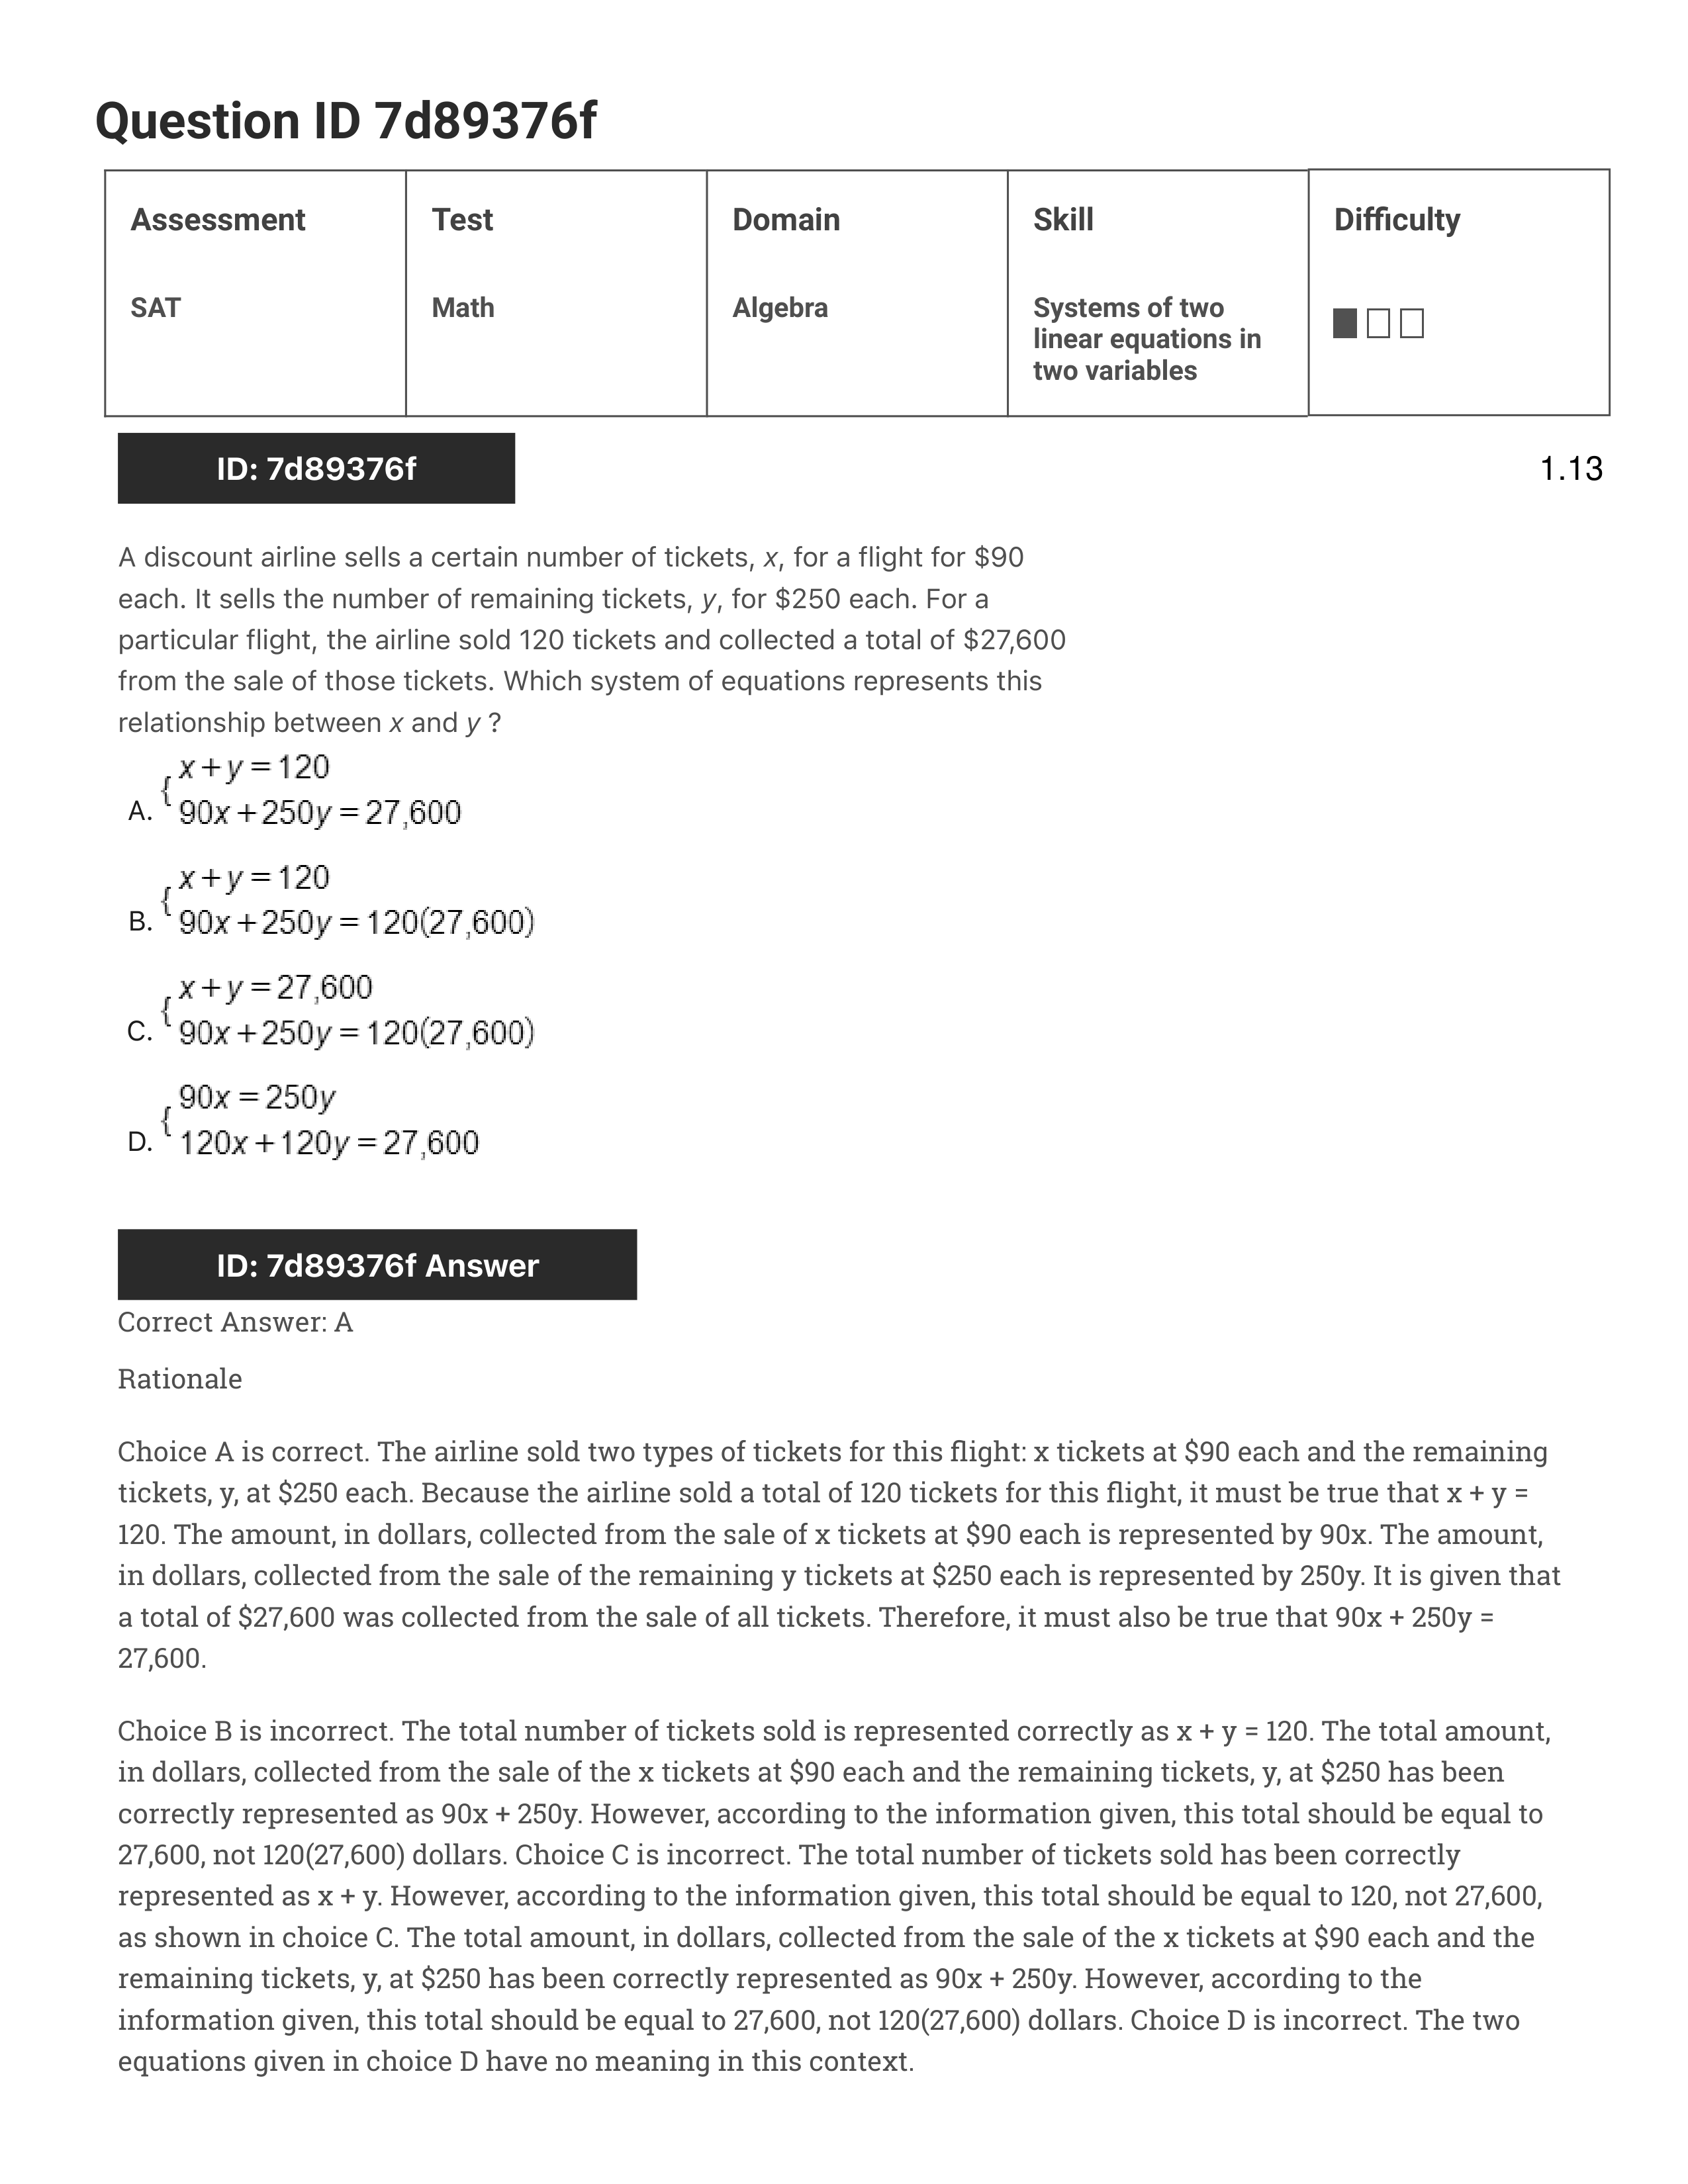 Question ID 7d89376f
Assessment
Test
Domain
Skill
Difficulty
SAT
Math
Algebra
Systems of two
linear equations in
two variables
ID: 7d89376f
1.13
A discount airline sells a certain number of tickets, x, for a flight for $90
each. It sells the number of remaining tickets, y, for $250 each. For a
particular flight, the airline sold 120 tickets and collected a total of $27,600
from the sale of those tickets. Which system of equations represents this
relationship between x and y ?
x + y = 120
A. { 90x + 250y = 27,600
x + y = 120
B. { 90x + 250y = 120(27,600)
x + y = 27,600
C. { 90x + 250y = 120(27,600)
90x = 250y
D. { 120x + 120y = 27,600
ID: 7d89376f Answer
Correct Answer: A
Rationale
Choice A is correct. The airline sold two types of tickets for this flight: x tickets at $90 each and the remaining
tickets, y, at $250 each. Because the airline sold a total of 120 tickets for this flight, it must be true that x + y =
120. The amount, in dollars, collected from the sale of x tickets at $90 each is represented by 90x. The amount,
in dollars, collected from the sale of the remaining y tickets at $250 each is represented by 250y. It is given that
a total of $27,600 was collected from the sale of all tickets. Therefore, it must also be true that 90x + 250y =
27,600.
Choice B is incorrect. The total number of tickets sold is represented correctly as x + y = 120. The total amount,
in dollars, collected from the sale of the x tickets at $90 each and the remaining tickets, y, at $250 has been
correctly represented as 90x + 250y. However, according to the information given, this total should be equal to
27,600, not 120(27,600) dollars. Choice C is incorrect. The total number of tickets sold has been correctly
represented as x + y. However, according to the information given, this total should be equal to 120, not 27,600,
as shown in choice C. The total amount, in dollars, collected from the sale of the x tickets at $90 each and the
remaining tickets, y, at $250 has been correctly represented as 90x + 250y. However, according to the
information given, this total should be equal to 27,600, not 120(27,600) dollars. Choice D is incorrect. The two
equations given in choice D have no meaning in this context.